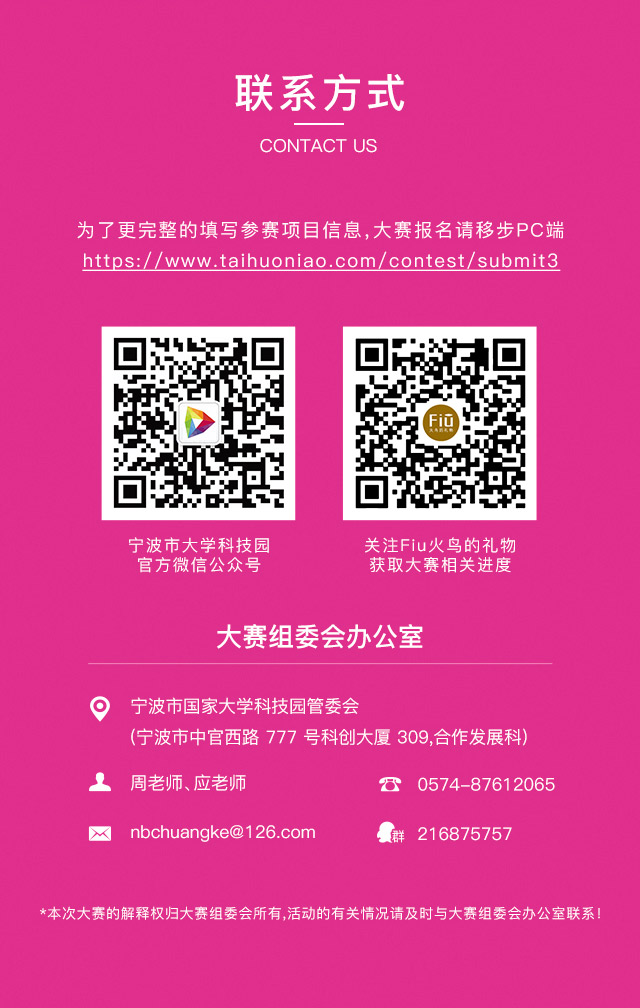 联系方式
CONTACT US
为了更完整的填写参赛项目信息,大赛报名请移步PC端
https://www.taihuoniao.com/contest/submit3
Fiu
火鸟的礼物
宁波市大学科技园
官方微信公众号
关注Fiu火鸟的礼物
获取大赛相关进度
大赛组委会办公室
宁波市国家大学科技园管委会
(宁波市中官西路 777 号科创大厦 309,合作发展科)
周老师、应老师
0574-87612065
nbchuangke@126.com
群
216875757
*本次大赛的解释权归大赛组委会所有,活动的有关情况请及时与大赛组委会办公室联系!